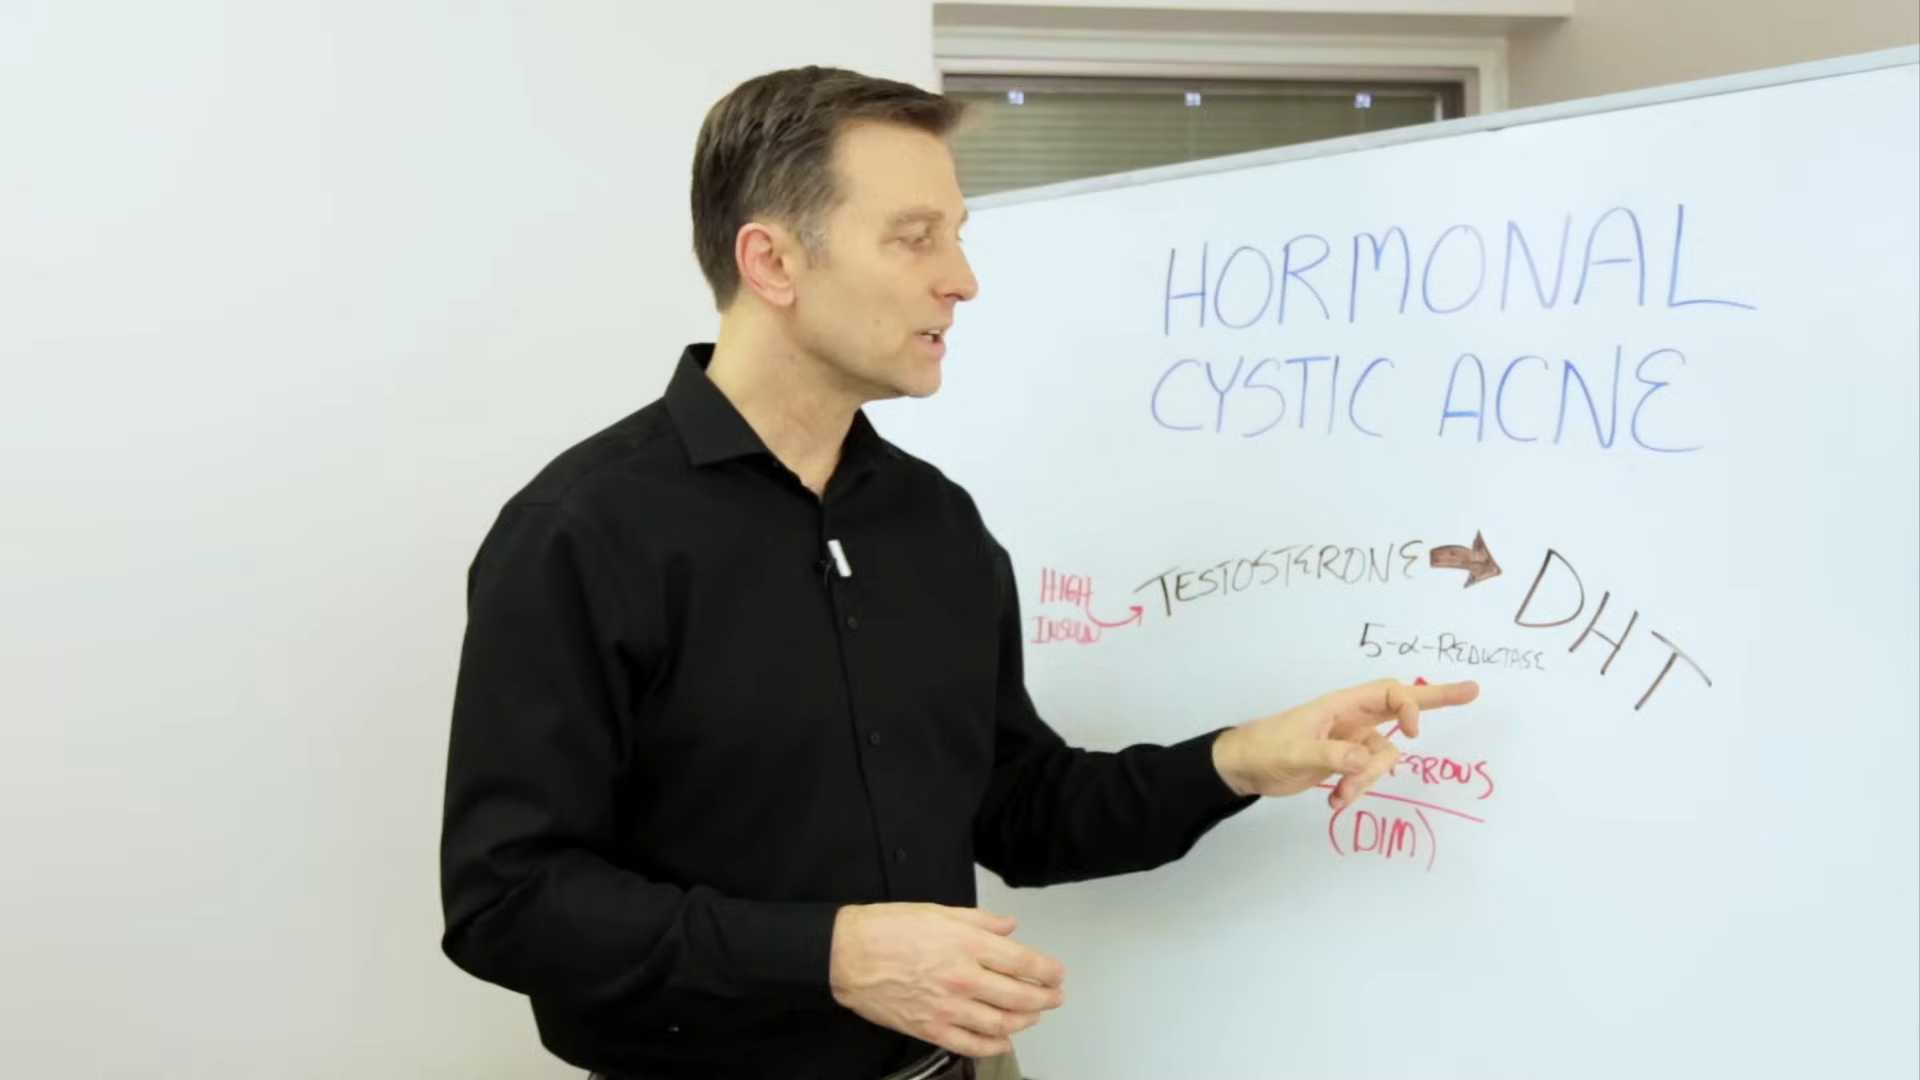 HORMONAL
CYSTIC ACNE
HIGH
INSULIN
TESTOSTERONE
DHT
5-α-REDUCTASE
(DIM)